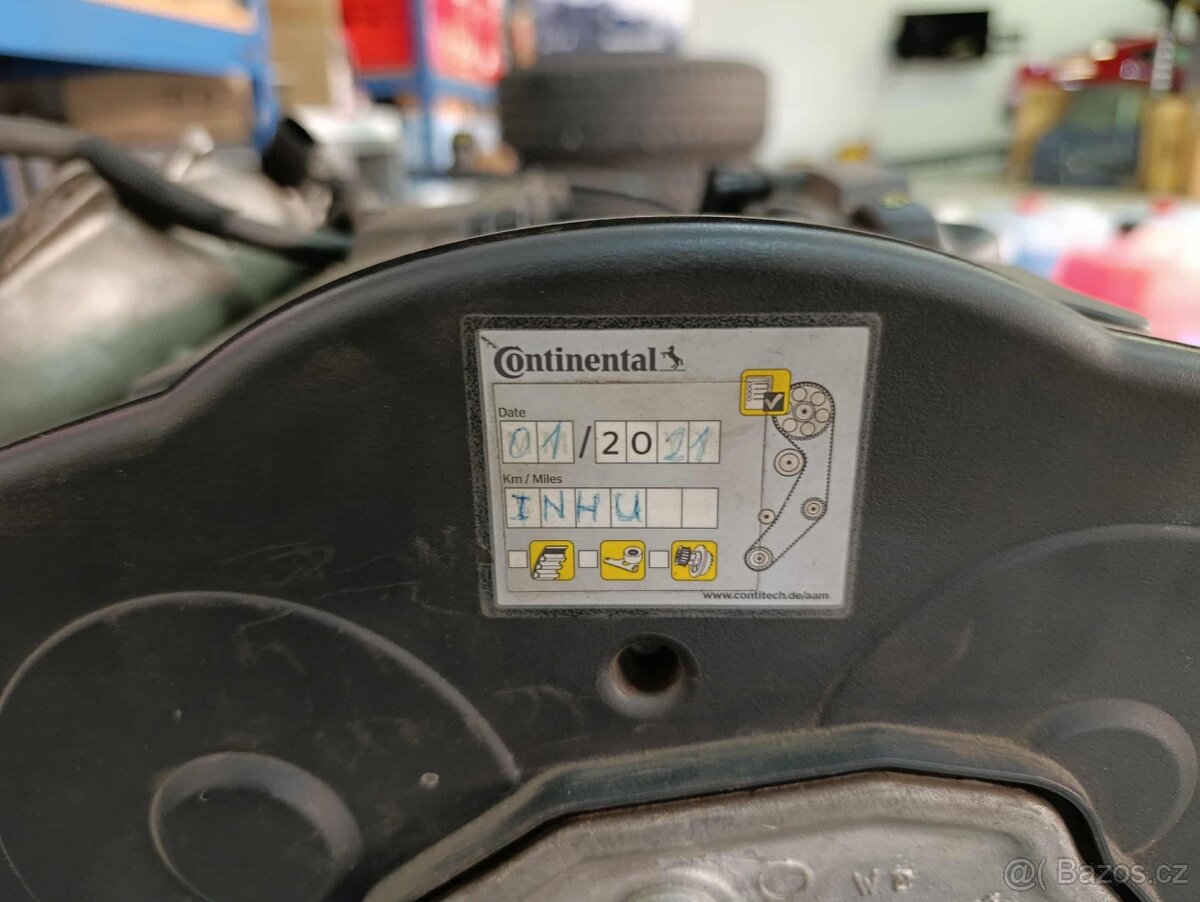 Continental
Date
01/2021
Km / Miles
INHU
www.contitech.de/aam
W
@( Bazos.cz